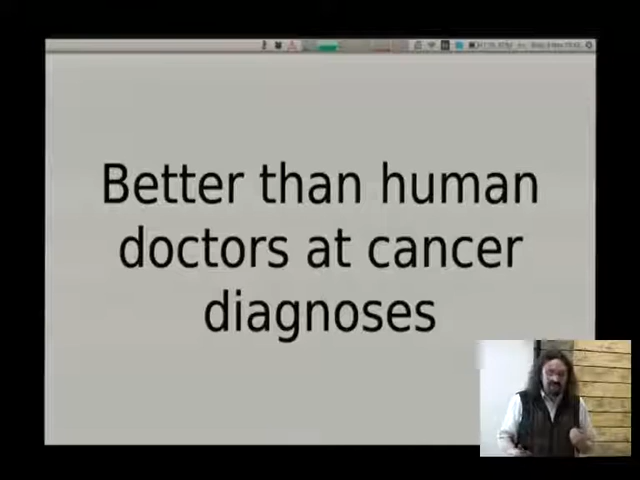 Better than human
doctors at cancer
diagnoses